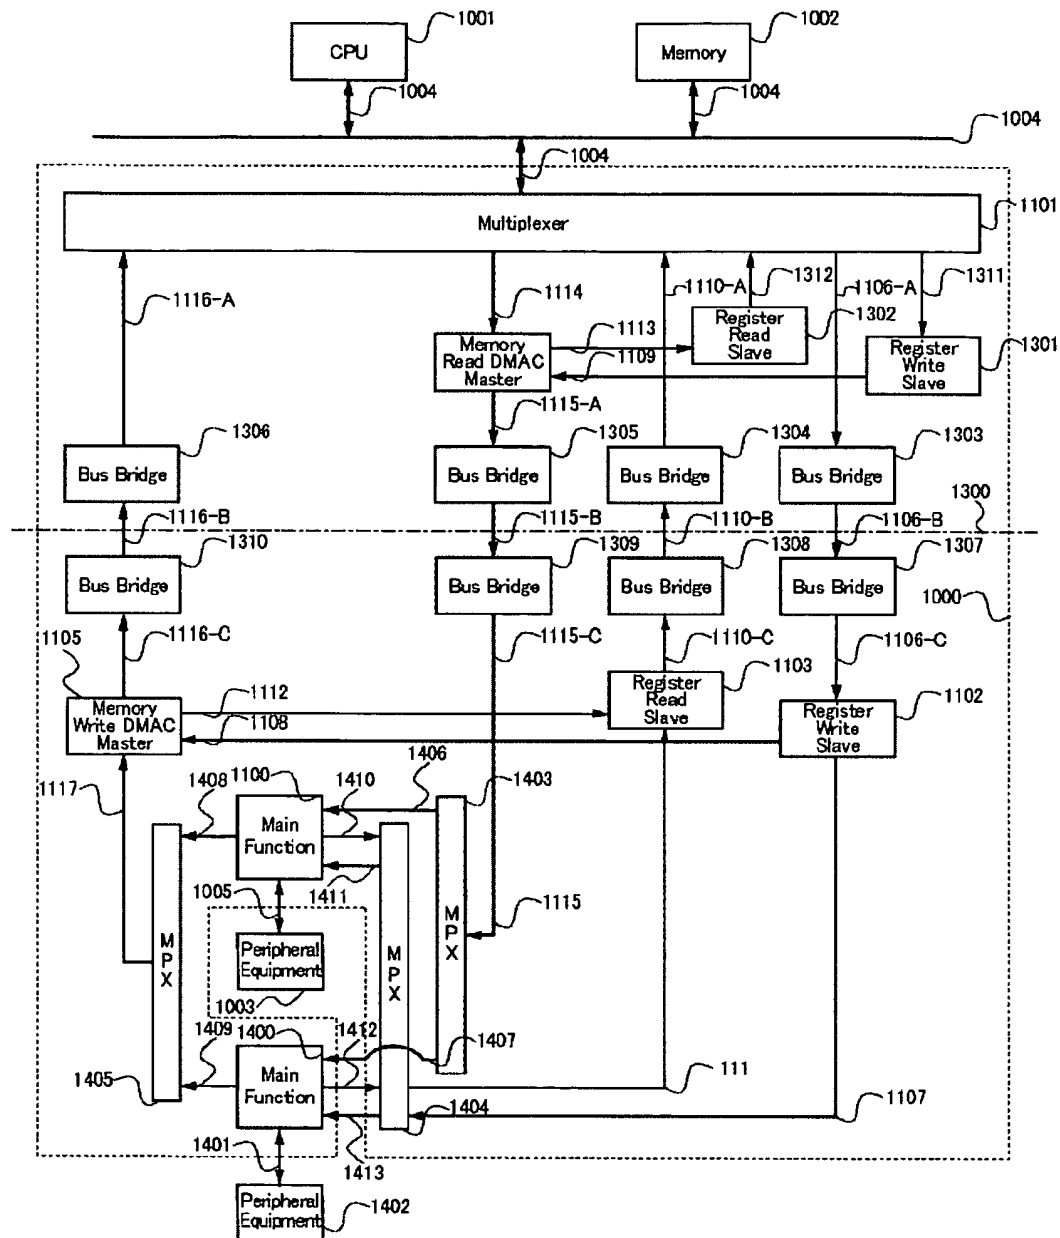 1001
1002
CPU
Memory
1004
1004
1004
1004
1101
Multiplexer
1116-A
1114
1110-A
1312
1106-A
1311
1113
1302
Register
Read
Slave
1301
Memory
Read DMAC
Master
1109
Register
Write
Slave
1115-A
1306
1305
1304
1303
Bus Bridge
Bus Bridge
Bus Bridge
Bus Bridge
1300
1116-B
1115-B
1110-B
1106-B
1310
1309
1308
1307
Bus Bridge
Bus Bridge
Bus Bridge
Bus Bridge
1000
1105
1116-C
1115-C
1110-C
1106-C
1103
1112
1102
Register
Read
Slave
Memory
Write DMAC
Master
1108
Register
Write
Slave
1406
1117
1408
1100
1410
1403
Main
Function
1411
1005
1115
MPX
MPX
MPX
Peripheral
Equipment
1003
1409
1400
1412
1407
Main
Function
111
1107
1405
1404
1401
1413
Peripheral
Equipment
1402